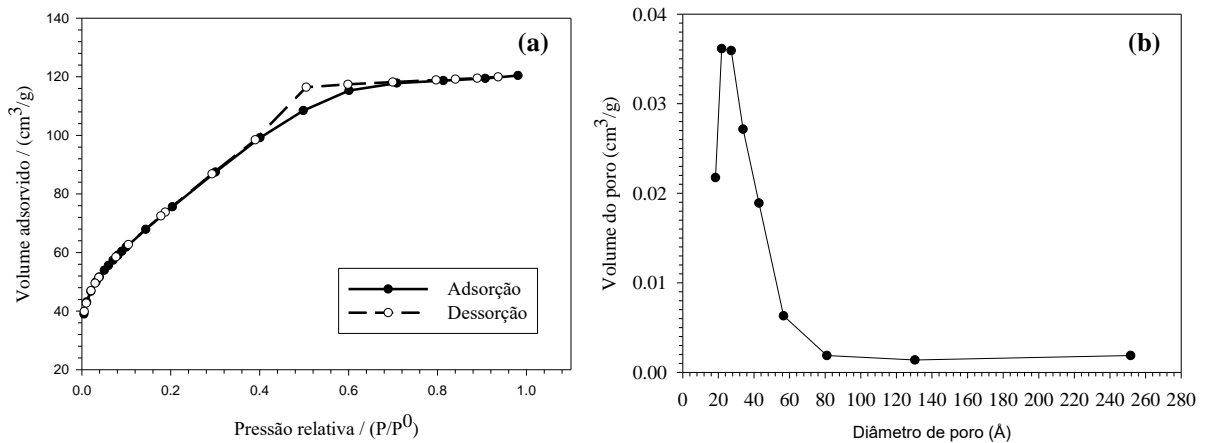 (a)
Volume adsorvido / (cm³/g)
140
120
100
80
60
40
20
0.0
0.2
0.4
0.6
0.8
1.0
Pressão relativa / (P/P⁰)
Adsorção
Dessorção
(b)
Volume do poro (cm³/g)
0.04
0.03
0.02
0.01
0.00
0 20 40 60 80 100 120 140 160 180 200 220 240 260 280
Diâmetro de poro (Å)